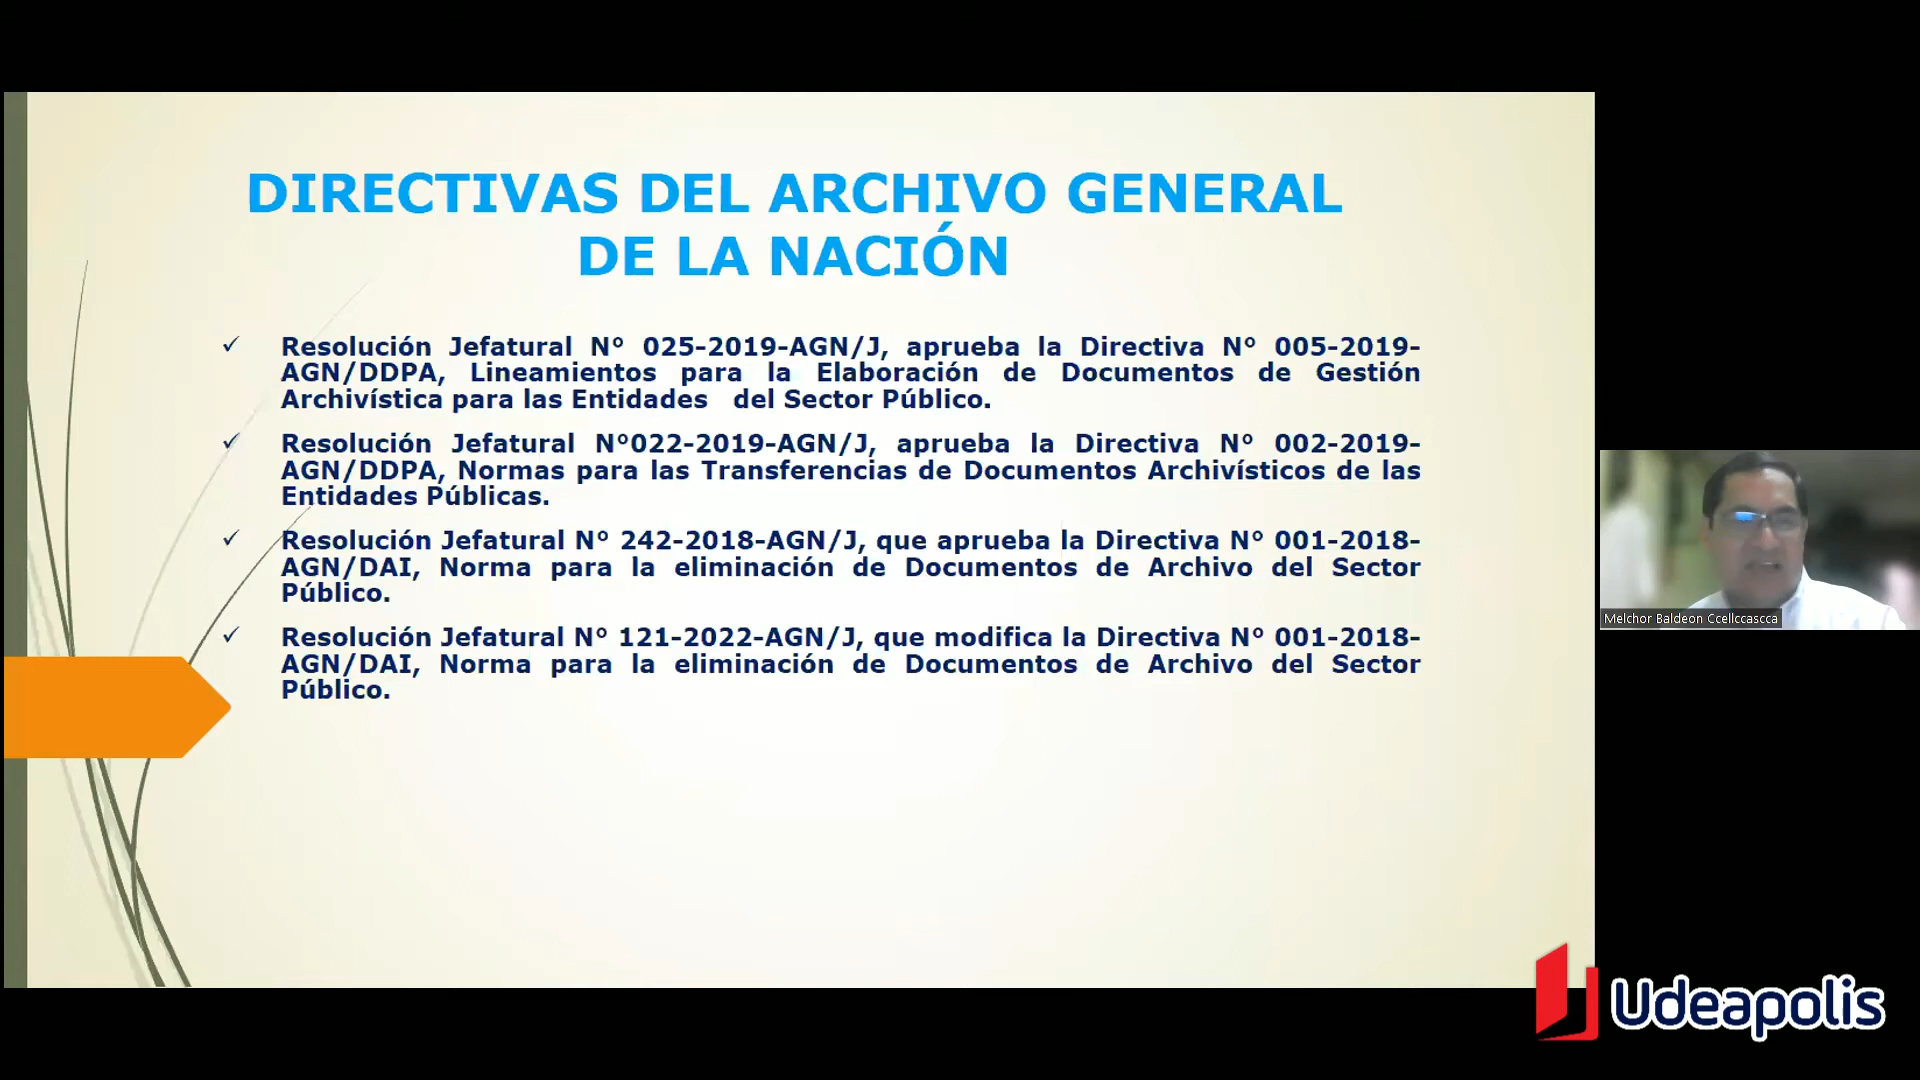 DIRECTIVAS DEL ARCHIVO GENERAL
DE LA NACIÓN
✓ Resolución Jefatural N° 025-2019-AGN/J, aprueba la Directiva N° 005-2019-
AGN/DDPA, Lineamientos para la Elaboración de Documentos de Gestión
Archivística para las Entidades del Sector Público.
✓ Resolución Jefatural N°022-2019-AGN/J, aprueba la Directiva N° 002-2019-
AGN/DDPA, Normas para las Transferencias de Documentos Archivísticos de las
Entidades Públicas.
✓ Resolución Jefatural N° 242-2018-AGN/J, que aprueba la Directiva N° 001-2018-
AGN/DAI, Norma para la eliminación de Documentos de Archivo del Sector
Público.
✓ Resolución Jefatural N° 121-2022-AGN/J, que modifica la Directiva N° 001-2018-
AGN/DAI, Norma para la eliminación de Documentos de Archivo del Sector
Público.
Melchor Baldeon Ccellccascca
Udeapolis